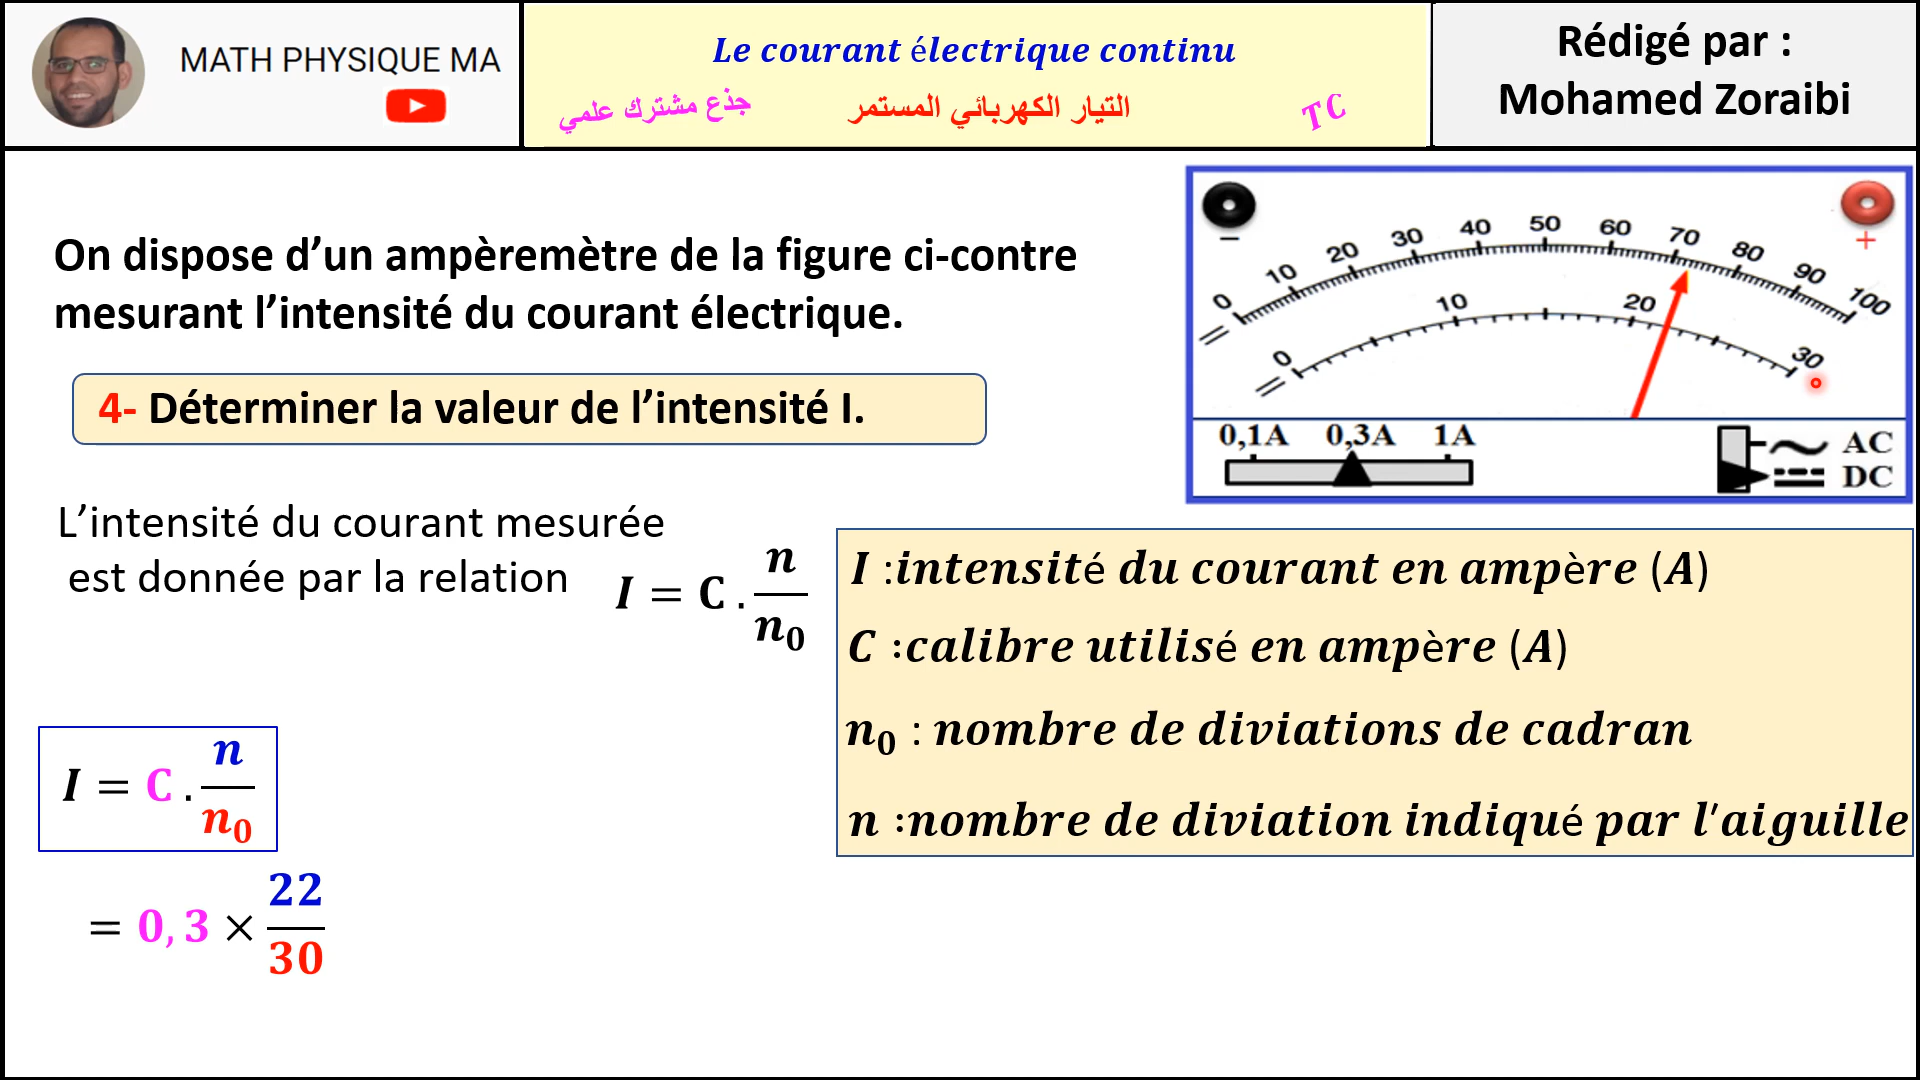 MATH PHYSIQUE MA
Le courant électrique continu
جذع مشترك علمي
التيار الكهربائي المستمر
TC
Rédigé par :
Mohamed Zoraibi
On dispose d’un ampèremètre de la figure ci-contre
mesurant l’intensité du courant électrique.
4- Déterminer la valeur de l’intensité I.
0 10 20 30 40 50 60 70 80 90 100
0 10 20 30
− +
0,1A 0,3A 1A
AC
DC
L’intensité du courant mesurée
est donnée par la relation
I = C . n/n₀
I :intensité du courant en ampère (A)
C :calibre utilisé en ampère (A)
n₀ : nombre de diviations de cadran
n :nombre de diviation indiqué par l'aiguille
I = C . n/n₀
= 0,3 × 22/30